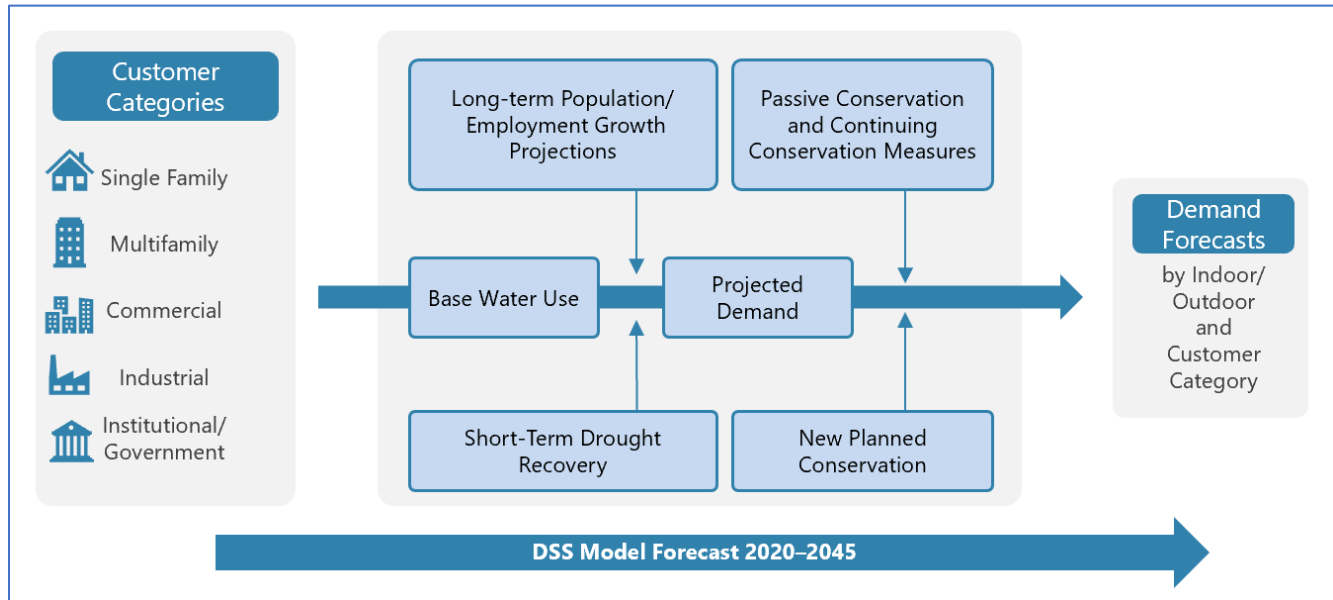 Customer
Categories
Single Family
Multifamily
Commercial
Industrial
Institutional/
Government
Long-term Population/
Employment Growth
Projections
Passive Conservation
and Continuing
Conservation Measures
Base Water Use
Projected
Demand
Short-Term Drought
Recovery
New Planned
Conservation
Demand
Forecasts
by Indoor/
Outdoor
and
Customer
Category
DSS Model Forecast 2020–2045